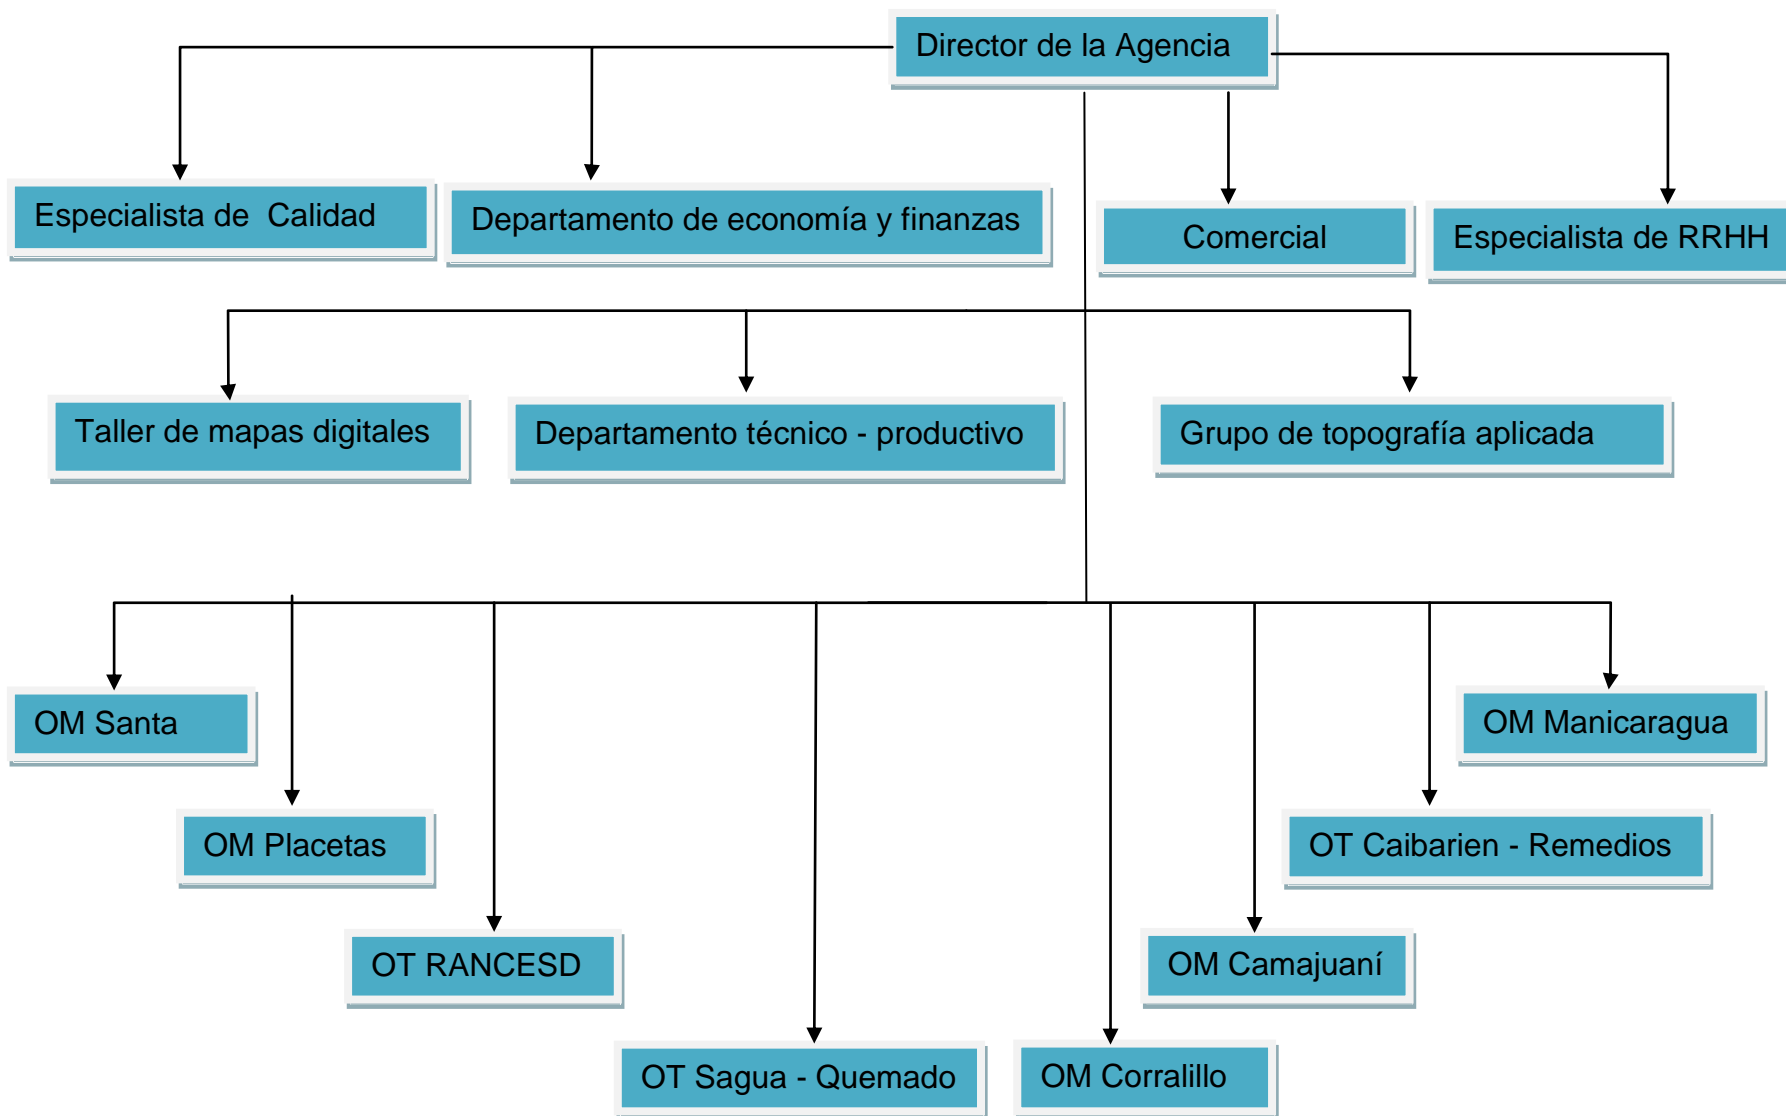 Director de la Agencia
Especialista de  Calidad
Departamento de economía y finanzas
Comercial
Especialista de RRHH
Taller de mapas digitales
Departamento técnico - productivo
Grupo de topografía aplicada
OM Santa
OM Manicaragua
OM Placetas
OT Caibarien - Remedios
OT RANCESD
OM Camajuaní
OT Sagua - Quemado
OM Corralillo